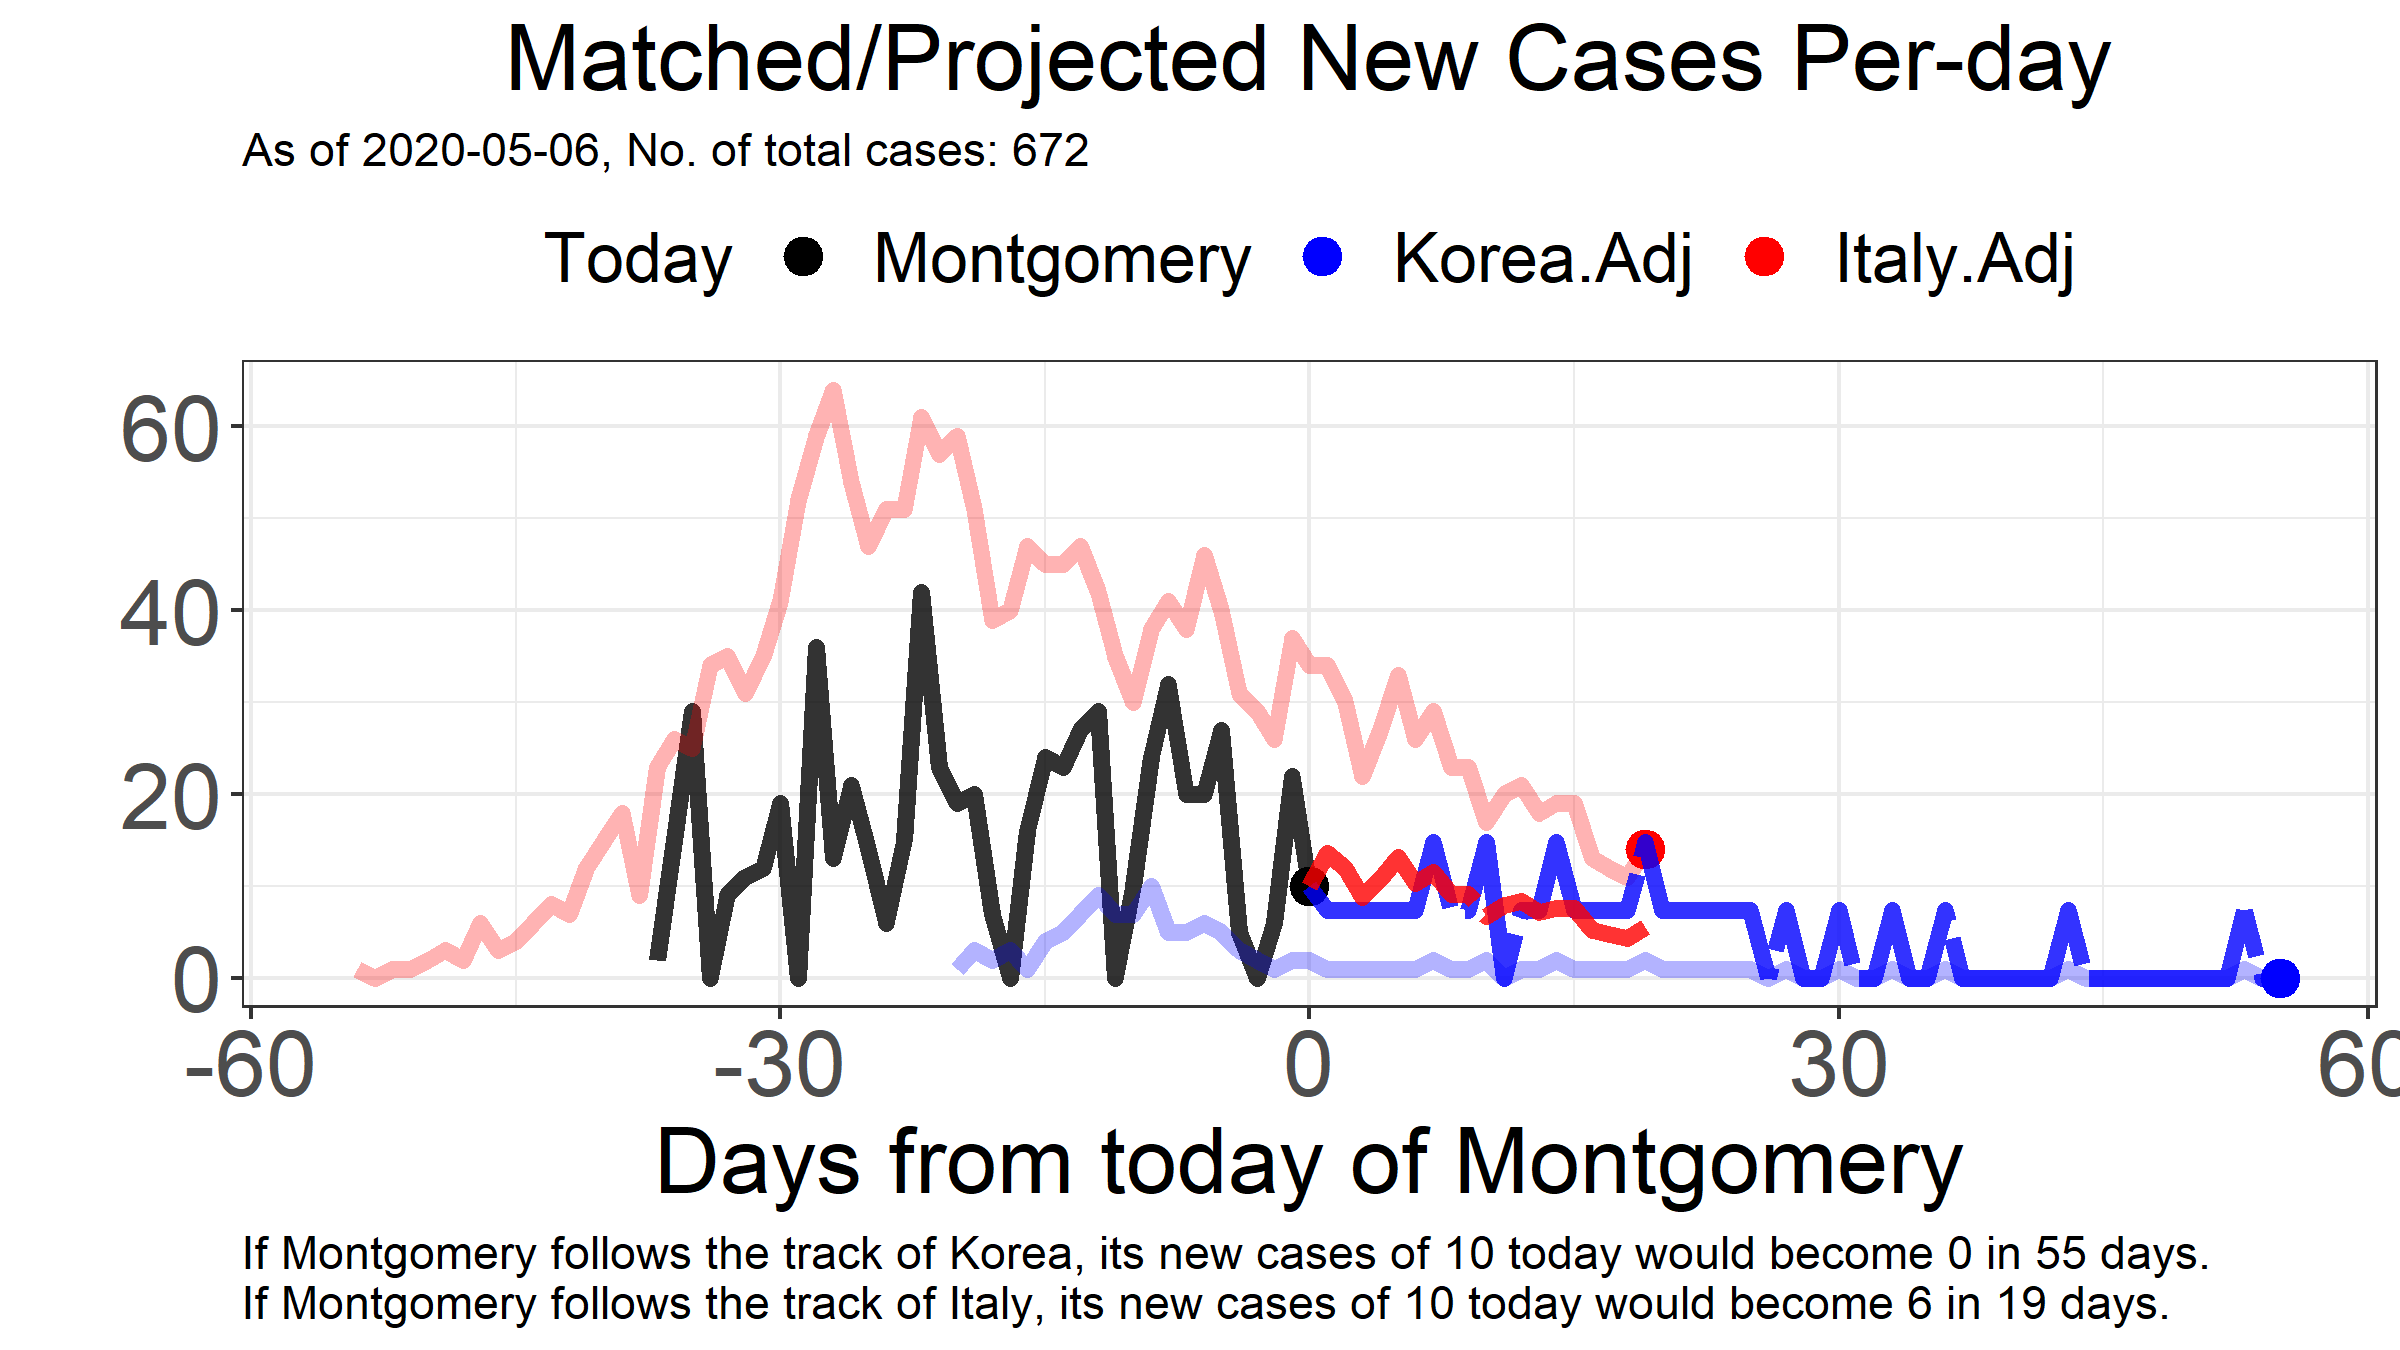 Matched/Projected New Cases Per-day
As of 2020-05-06, No. of total cases: 672
Today Montgomery Korea.Adj Italy.Adj
60
40
20
0
-60 -30 0 30 60
Days from today of Montgomery
If Montgomery follows the track of Korea, its new cases of 10 today would become 0 in 55 days.
If Montgomery follows the track of Italy, its new cases of 10 today would become 6 in 19 days.